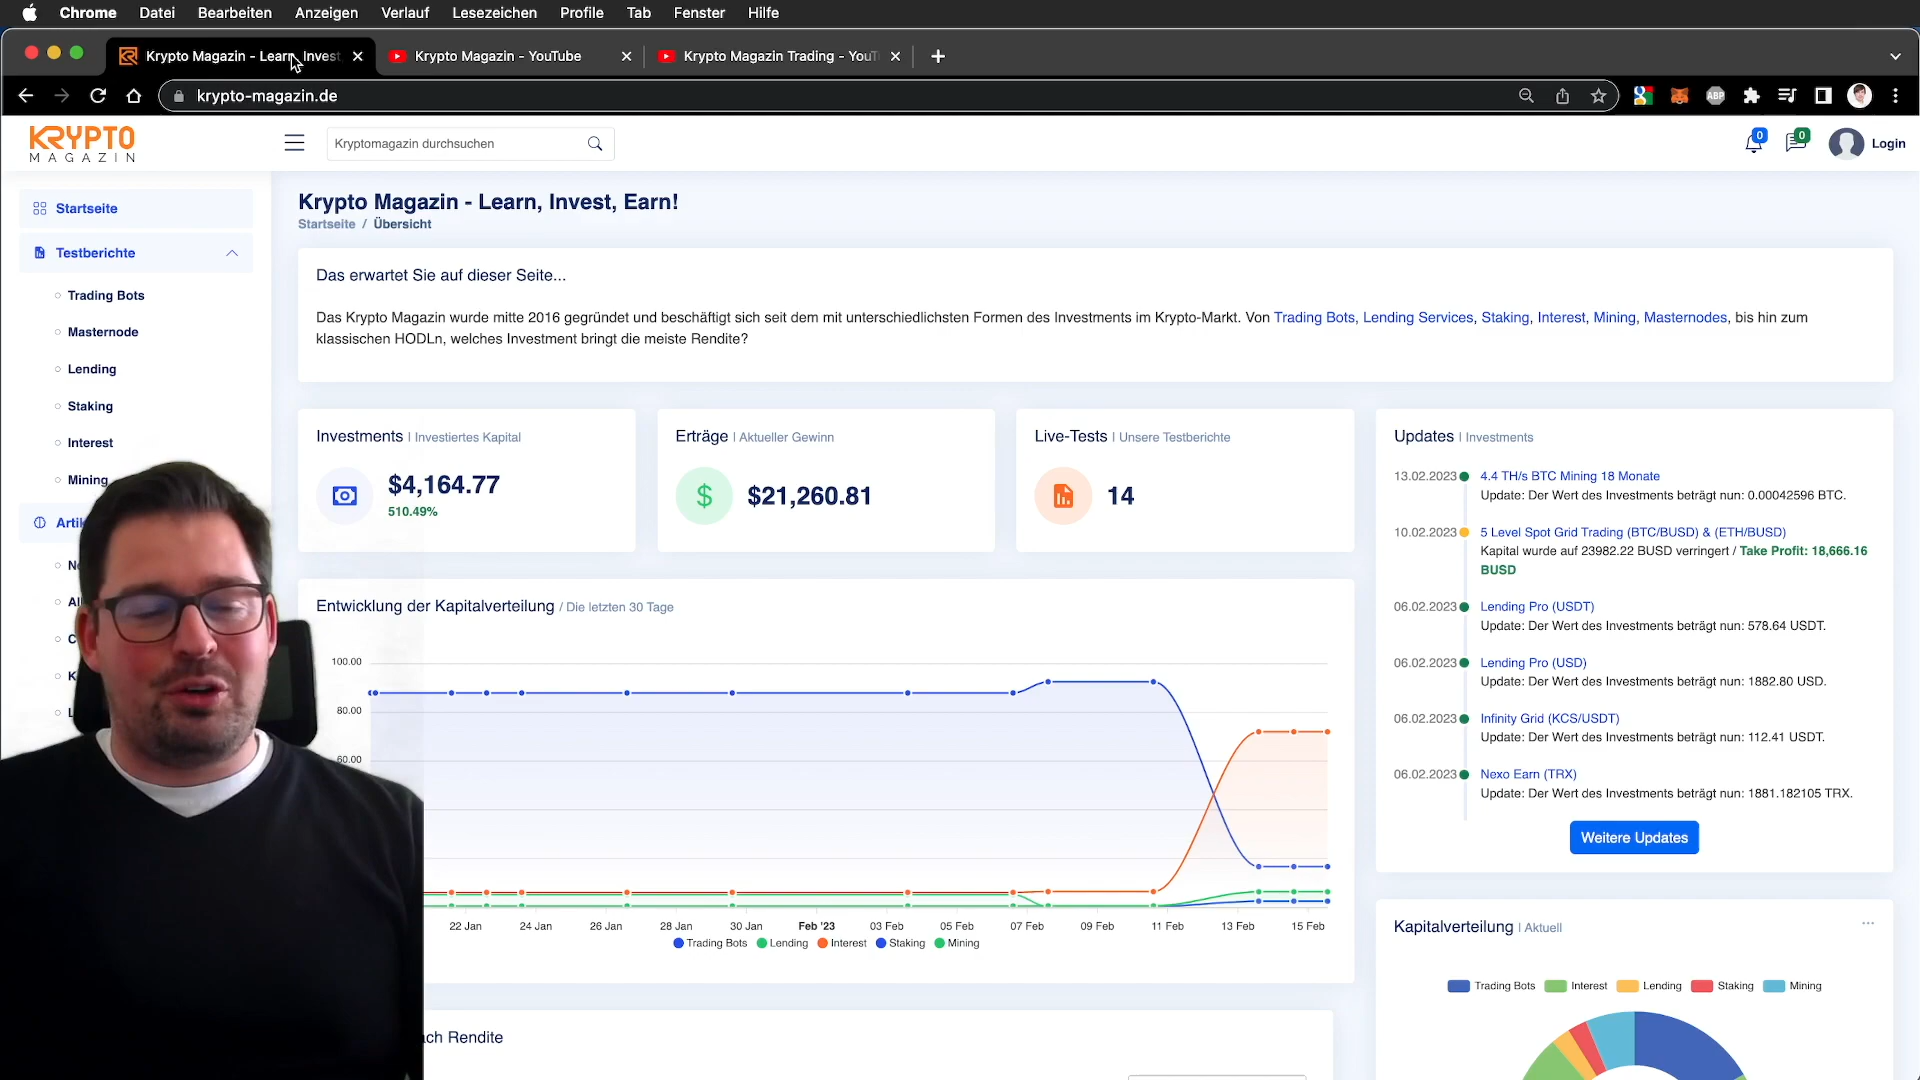 Chrome Datei Bearbeiten Anzeigen Verlauf Lesezeichen Profile Tab Fenster Hilfe
Krypto Magazin - Learn, Invest
Krypto Magazin - YouTube
Krypto Magazin Trading - YouT
krypto-magazin.de
ABP
KRYPTO
MAGAZIN
Kryptomagazin durchsuchen
0
0
Login
Startseite
Testberichte
Trading Bots
Masternode
Lending
Staking
Interest
Mining
Krypto Magazin - Learn, Invest, Earn!
Startseite / Übersicht
Das erwartet Sie auf dieser Seite...
Das Krypto Magazin wurde mitte 2016 gegründet und beschäftigt sich seit dem mit unterschiedlichsten Formen des Investments im Krypto-Markt. Von Trading Bots, Lending Services, Staking, Interest, Mining, Masternodes, bis hin zum
klassischen HODLn, welches Investment bringt die meiste Rendite?
Investments | Investiertes Kapital
$4,164.77
510.49%
Erträge | Aktueller Gewinn
$21,260.81
Live-Tests | Unsere Testberichte
14
Entwicklung der Kapitalverteilung / Die letzten 30 Tage
100.00
80.00
60.00
22 Jan 24 Jan 26 Jan 28 Jan 30 Jan Feb '23 03 Feb 05 Feb 07 Feb 09 Feb 11 Feb 13 Feb 15 Feb
Trading Bots Lending Interest Staking Mining
ach Rendite
Updates | Investments
13.02.2023 4.4 TH/s BTC Mining 18 Monate
Update: Der Wert des Investments beträgt nun: 0.00042596 BTC.
10.02.2023 5 Level Spot Grid Trading (BTC/BUSD) & (ETH/BUSD)
Kapital wurde auf 23982.22 BUSD verringert / Take Profit: 18,666.16
BUSD
06.02.2023 Lending Pro (USDT)
Update: Der Wert des Investments beträgt nun: 578.64 USDT.
06.02.2023 Lending Pro (USD)
Update: Der Wert des Investments beträgt nun: 1882.80 USD.
06.02.2023 Infinity Grid (KCS/USDT)
Update: Der Wert des Investments beträgt nun: 112.41 USDT.
06.02.2023 Nexo Earn (TRX)
Update: Der Wert des Investments beträgt nun: 1881.182105 TRX.
Weitere Updates
Kapitalverteilung | Aktuell
Trading Bots Interest Lending Staking Mining